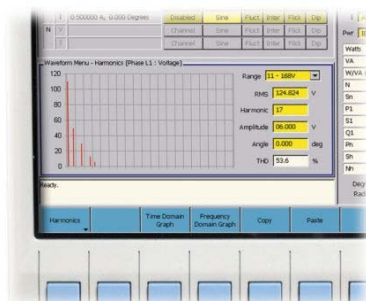 I 0.500000 A, 0.000 Degrees Disabled Sine Fluct Inter Flick Dip
N V Channel Sine Fluct Inter Flick Dip
I Channel Sine Fluct Inter Flick Dip
Waveform Menu - Harmonics [Phase L1 : Voltage]
120
100
80
60
40
20
0
Range 11 - 168V
RMS 124.824 V
Harmonic 17
Amplitude 06.000 V
Angle 0.000 deg
THD 53.6 %
Ready.
Pwr
Watts
VA
W/VA
N
Sn
P1
S1
Q1
Ph
Sh
Nh
Deg
Rad
Harmonics
Time Domain Graph
Frequency Domain Graph
Copy
Paste